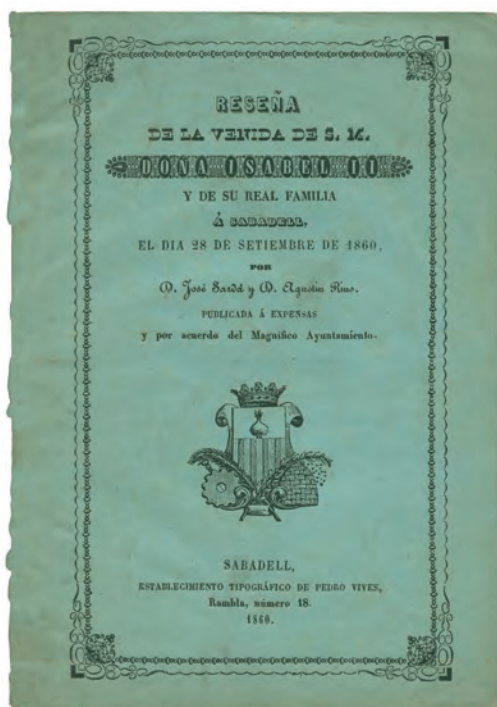 RESEÑA
DE LA VENIDA DE S. M.
DOÑA ISABEL II
Y DE SU REAL FAMILIA
Á SABADELL,
EL DIA 28 DE SETIEMBRE DE 1860,
POR
D. José Sardá y D. Agustin Rius.
PUBLICADA Á EXPENSAS
y por acuerdo del Magnífico Ayuntamiento.
SABADELL,
ESTABLECIMIENTO TIPOGRÁFICO DE PEDRO VIVES,
Rambla, número 18.
1860.